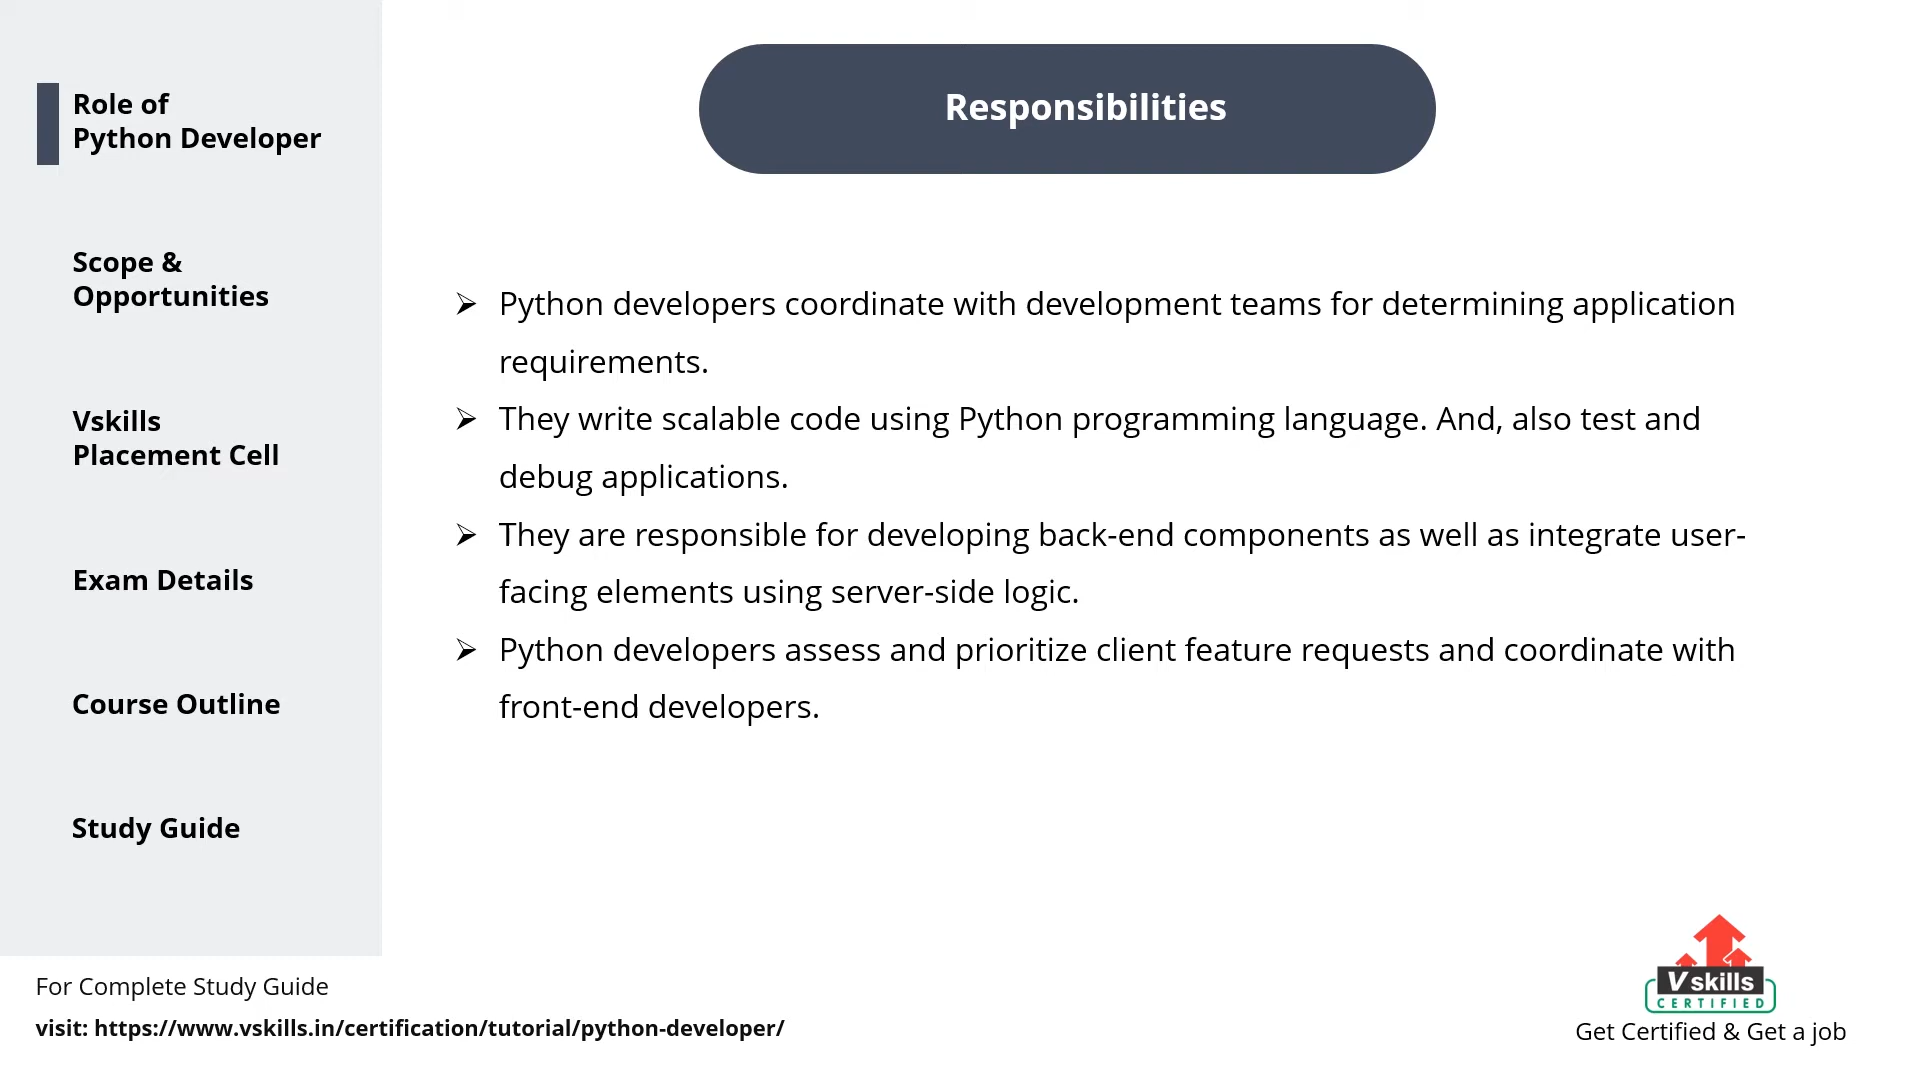 Role of
Python Developer
Scope &
Opportunities
Vskills
Placement Cell
Exam Details
Course Outline
Study Guide
Responsibilities
➢ Python developers coordinate with development teams for determining application
requirements.
➢ They write scalable code using Python programming language. And, also test and
debug applications.
➢ They are responsible for developing back-end components as well as integrate user-
facing elements using server-side logic.
➢ Python developers assess and prioritize client feature requests and coordinate with
front-end developers.
For Complete Study Guide
visit: https://www.vskills.in/certification/tutorial/python-developer/
Vskills
CERTIFIED
Get Certified & Get a job